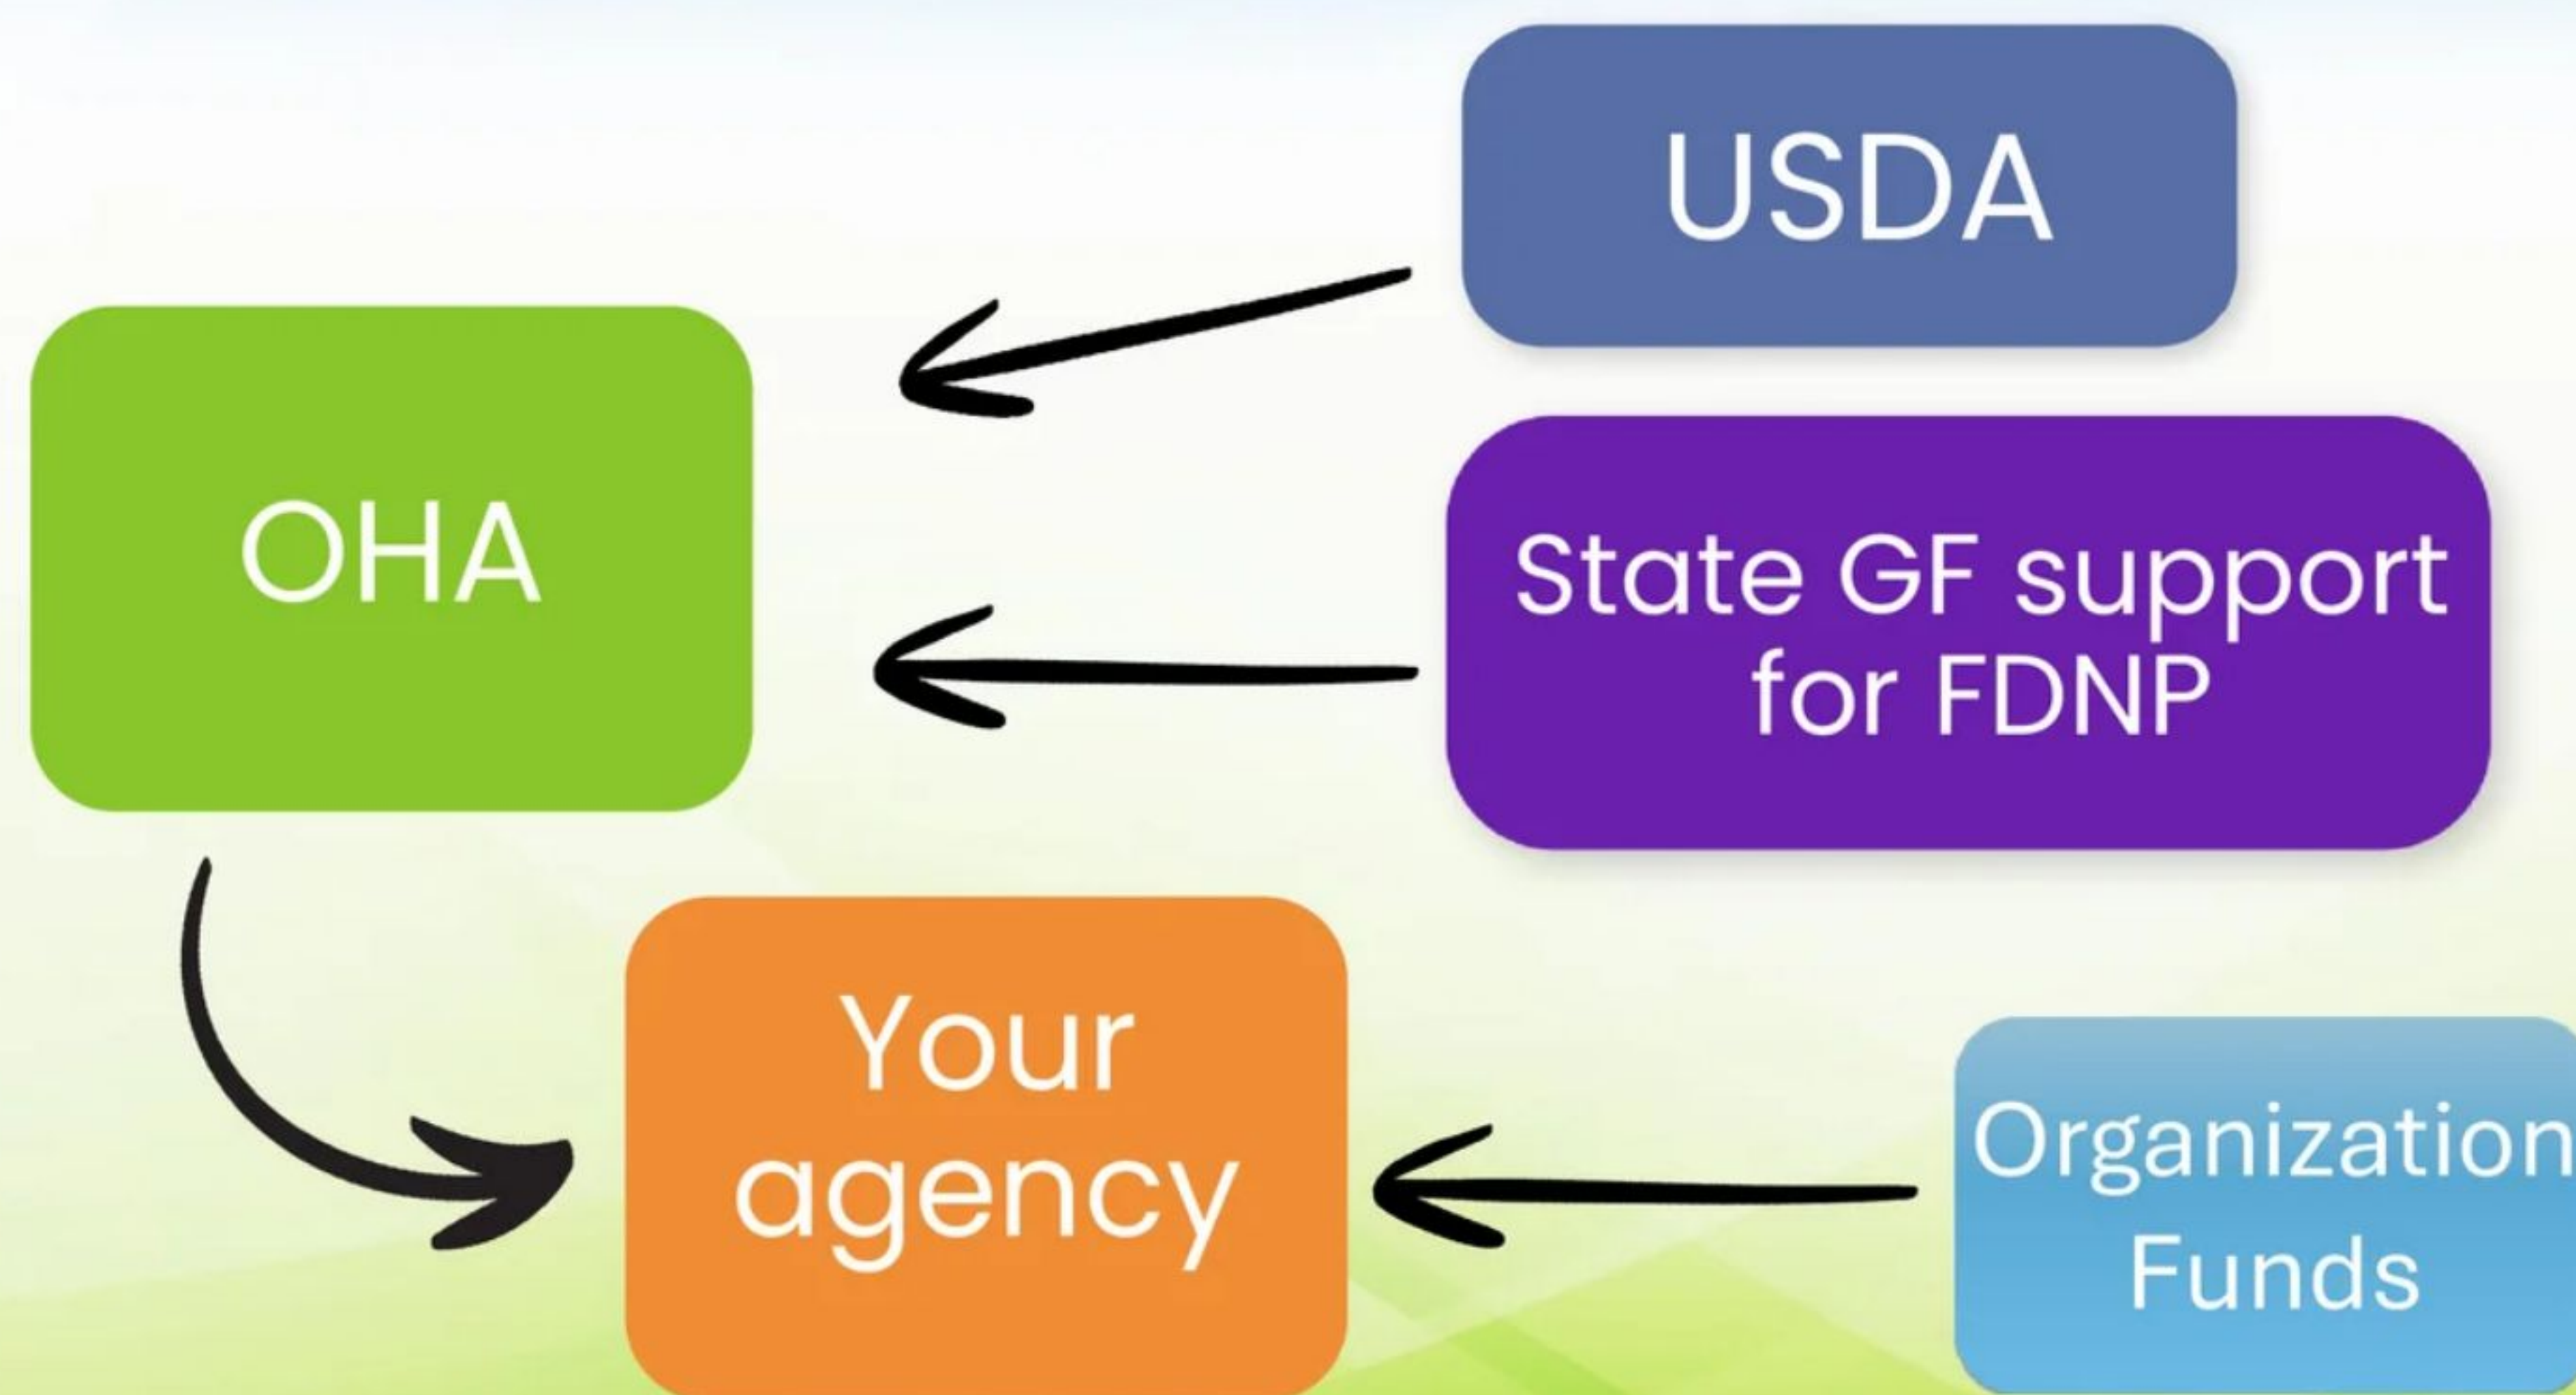 USDA
OHA
State GF support
for FDNP
Your
agency
Organization
Funds